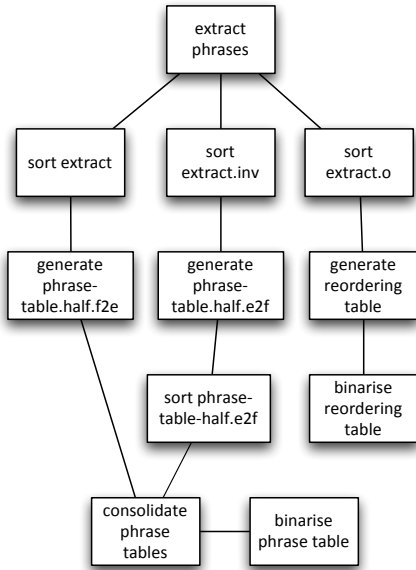 extract
phrases
sort extract
sort
extract.inv
sort
extract.o
generate
phrase-
table.half.f2e
generate
phrase-
table.half.e2f
generate
reordering
table
sort phrase-
table-half.e2f
binarise
reordering
table
consolidate
phrase
tables
binarise
phrase table